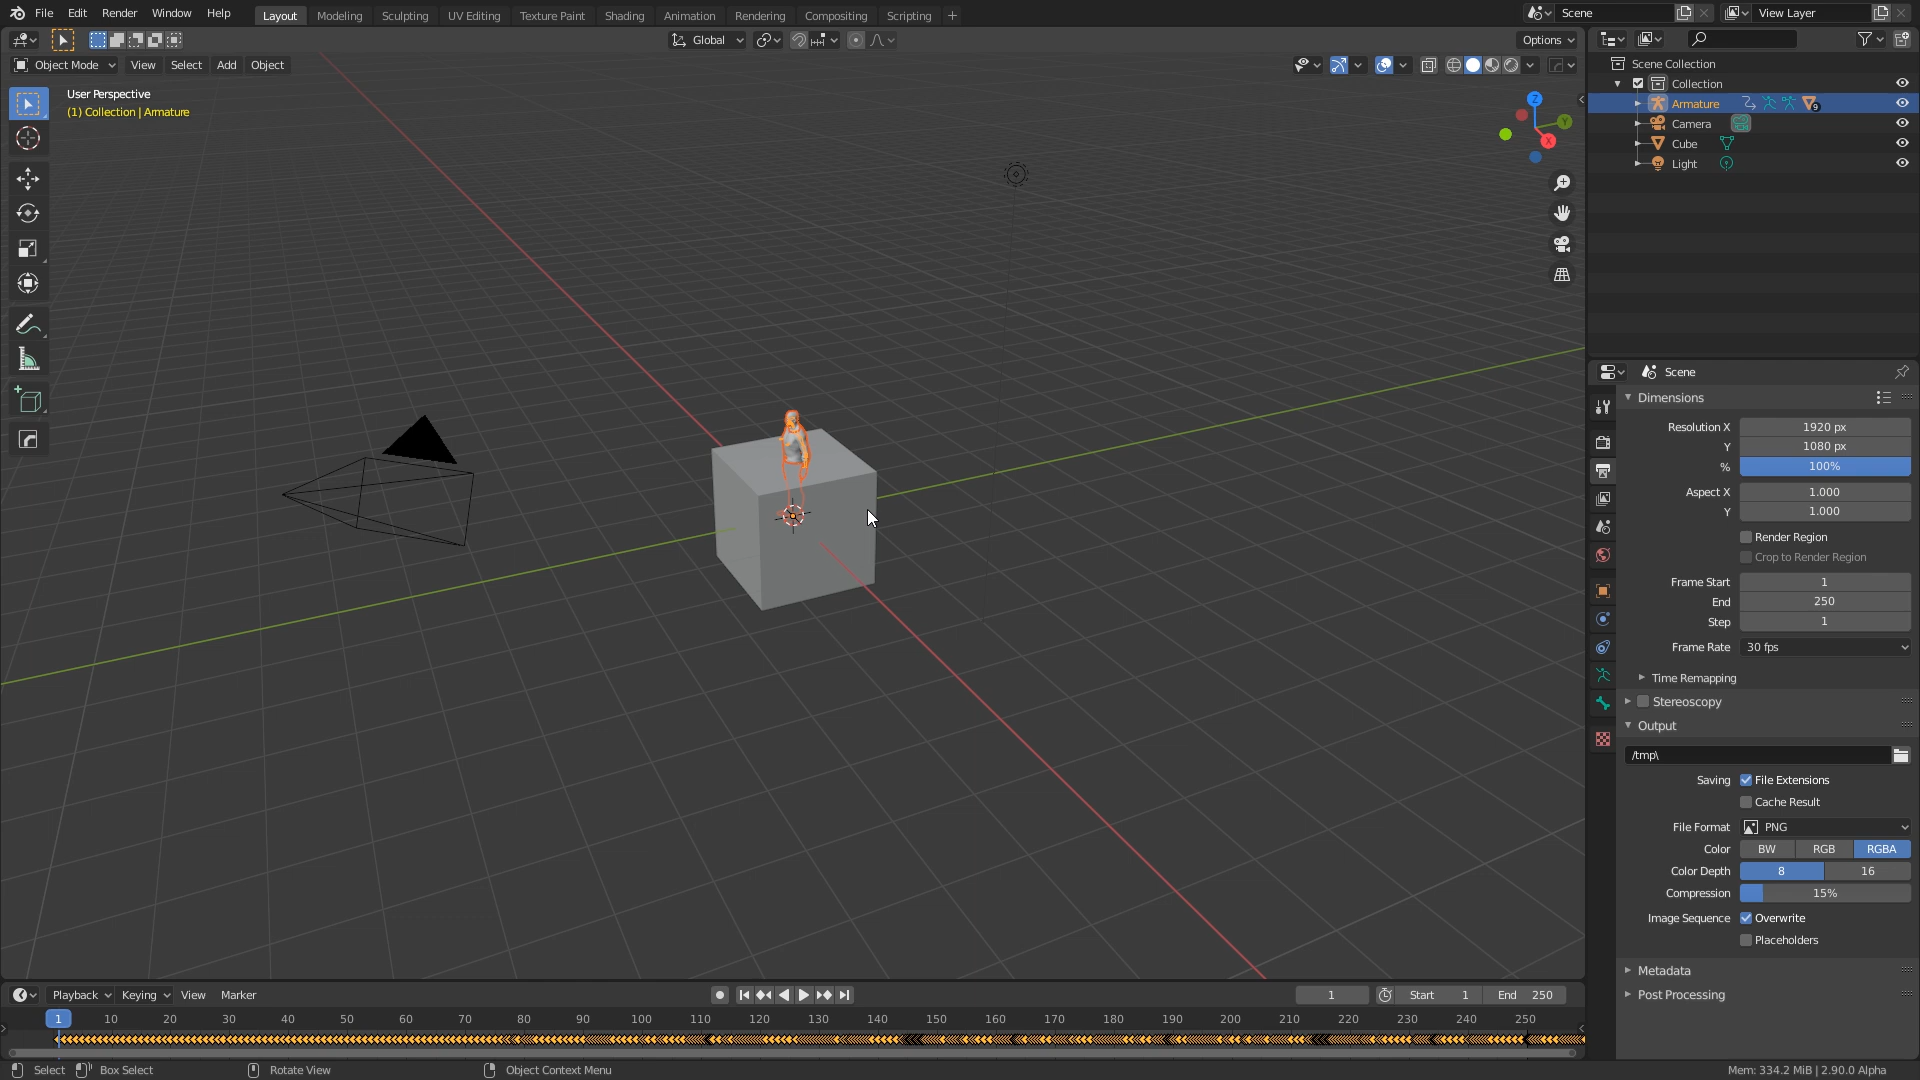 File Edit Render Window Help Layout Modeling Sculpting UV Editing Texture Paint Shading Animation Rendering Compositing Scripting + Scene View Layer
Global Options
Object Mode View Select Add Object
User Perspective
(1) Collection | Armature
Z
Y
X
Scene Collection
Collection
Armature 9
Camera
Cube
Light
Scene
Dimensions
Resolution X 1920 px
Y 1080 px
% 100%
Aspect X 1.000
Y 1.000
Render Region
Crop to Render Region
Frame Start 1
End 250
Step 1
Frame Rate 30 fps
Time Remapping
Stereoscopy
Output
/tmp\
Saving File Extensions
Cache Result
File Format PNG
Color BW RGB RGBA
Color Depth 8 16
Compression 15%
Image Sequence Overwrite
Placeholders
Metadata
Post Processing
Playback Keying View Marker 1 Start 1 End 250
1 10 20 30 40 50 60 70 80 90 100 110 120 130 140 150 160 170 180 190 200 210 220 230 240 250
Select Box Select Rotate View Object Context Menu Mem: 334.2 MiB | 2.90.0 Alpha